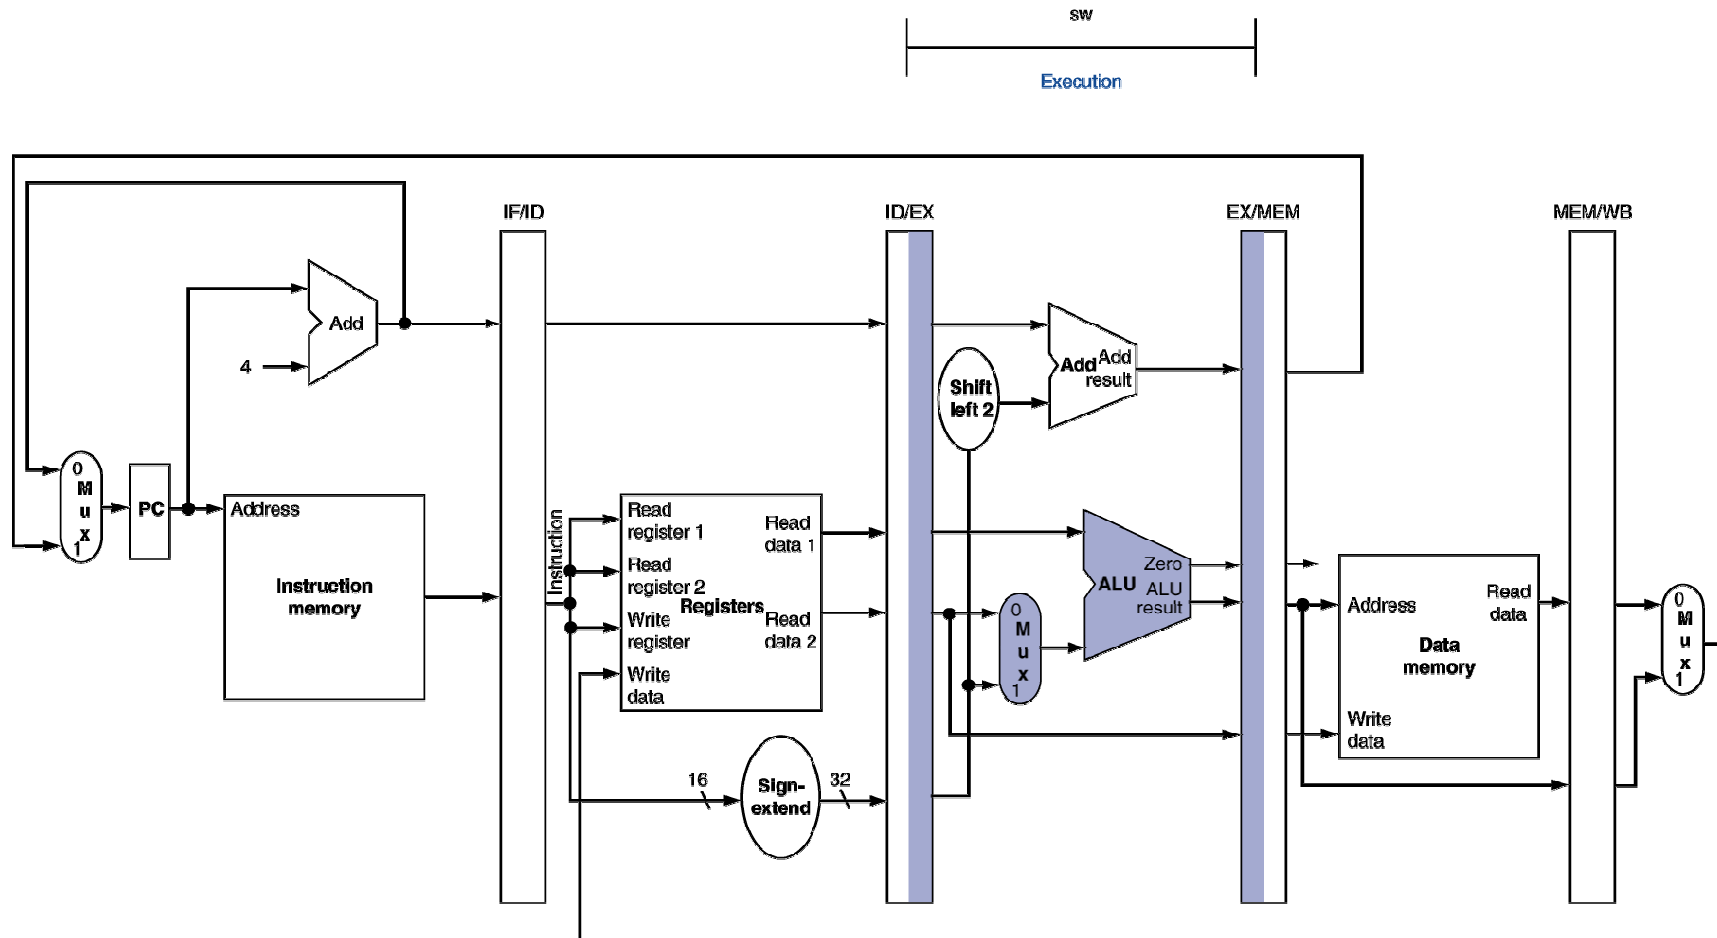 sw
Execution
IF/ID
ID/EX
EX/MEM
MEM/WB
Add
4
Shift
left 2
Add
Add
result
0
M
u
x
1
PC
Address
Instruction
memory
Instruction
Read
register 1
Read
register 2
Write
register
Write
data
Registers
Read
data 1
Read
data 2
16
Sign-
extend
32
0
M
u
x
1
ALU
Zero
ALU
result
Address
Write
data
Data
memory
Read
data
0
M
u
x
1